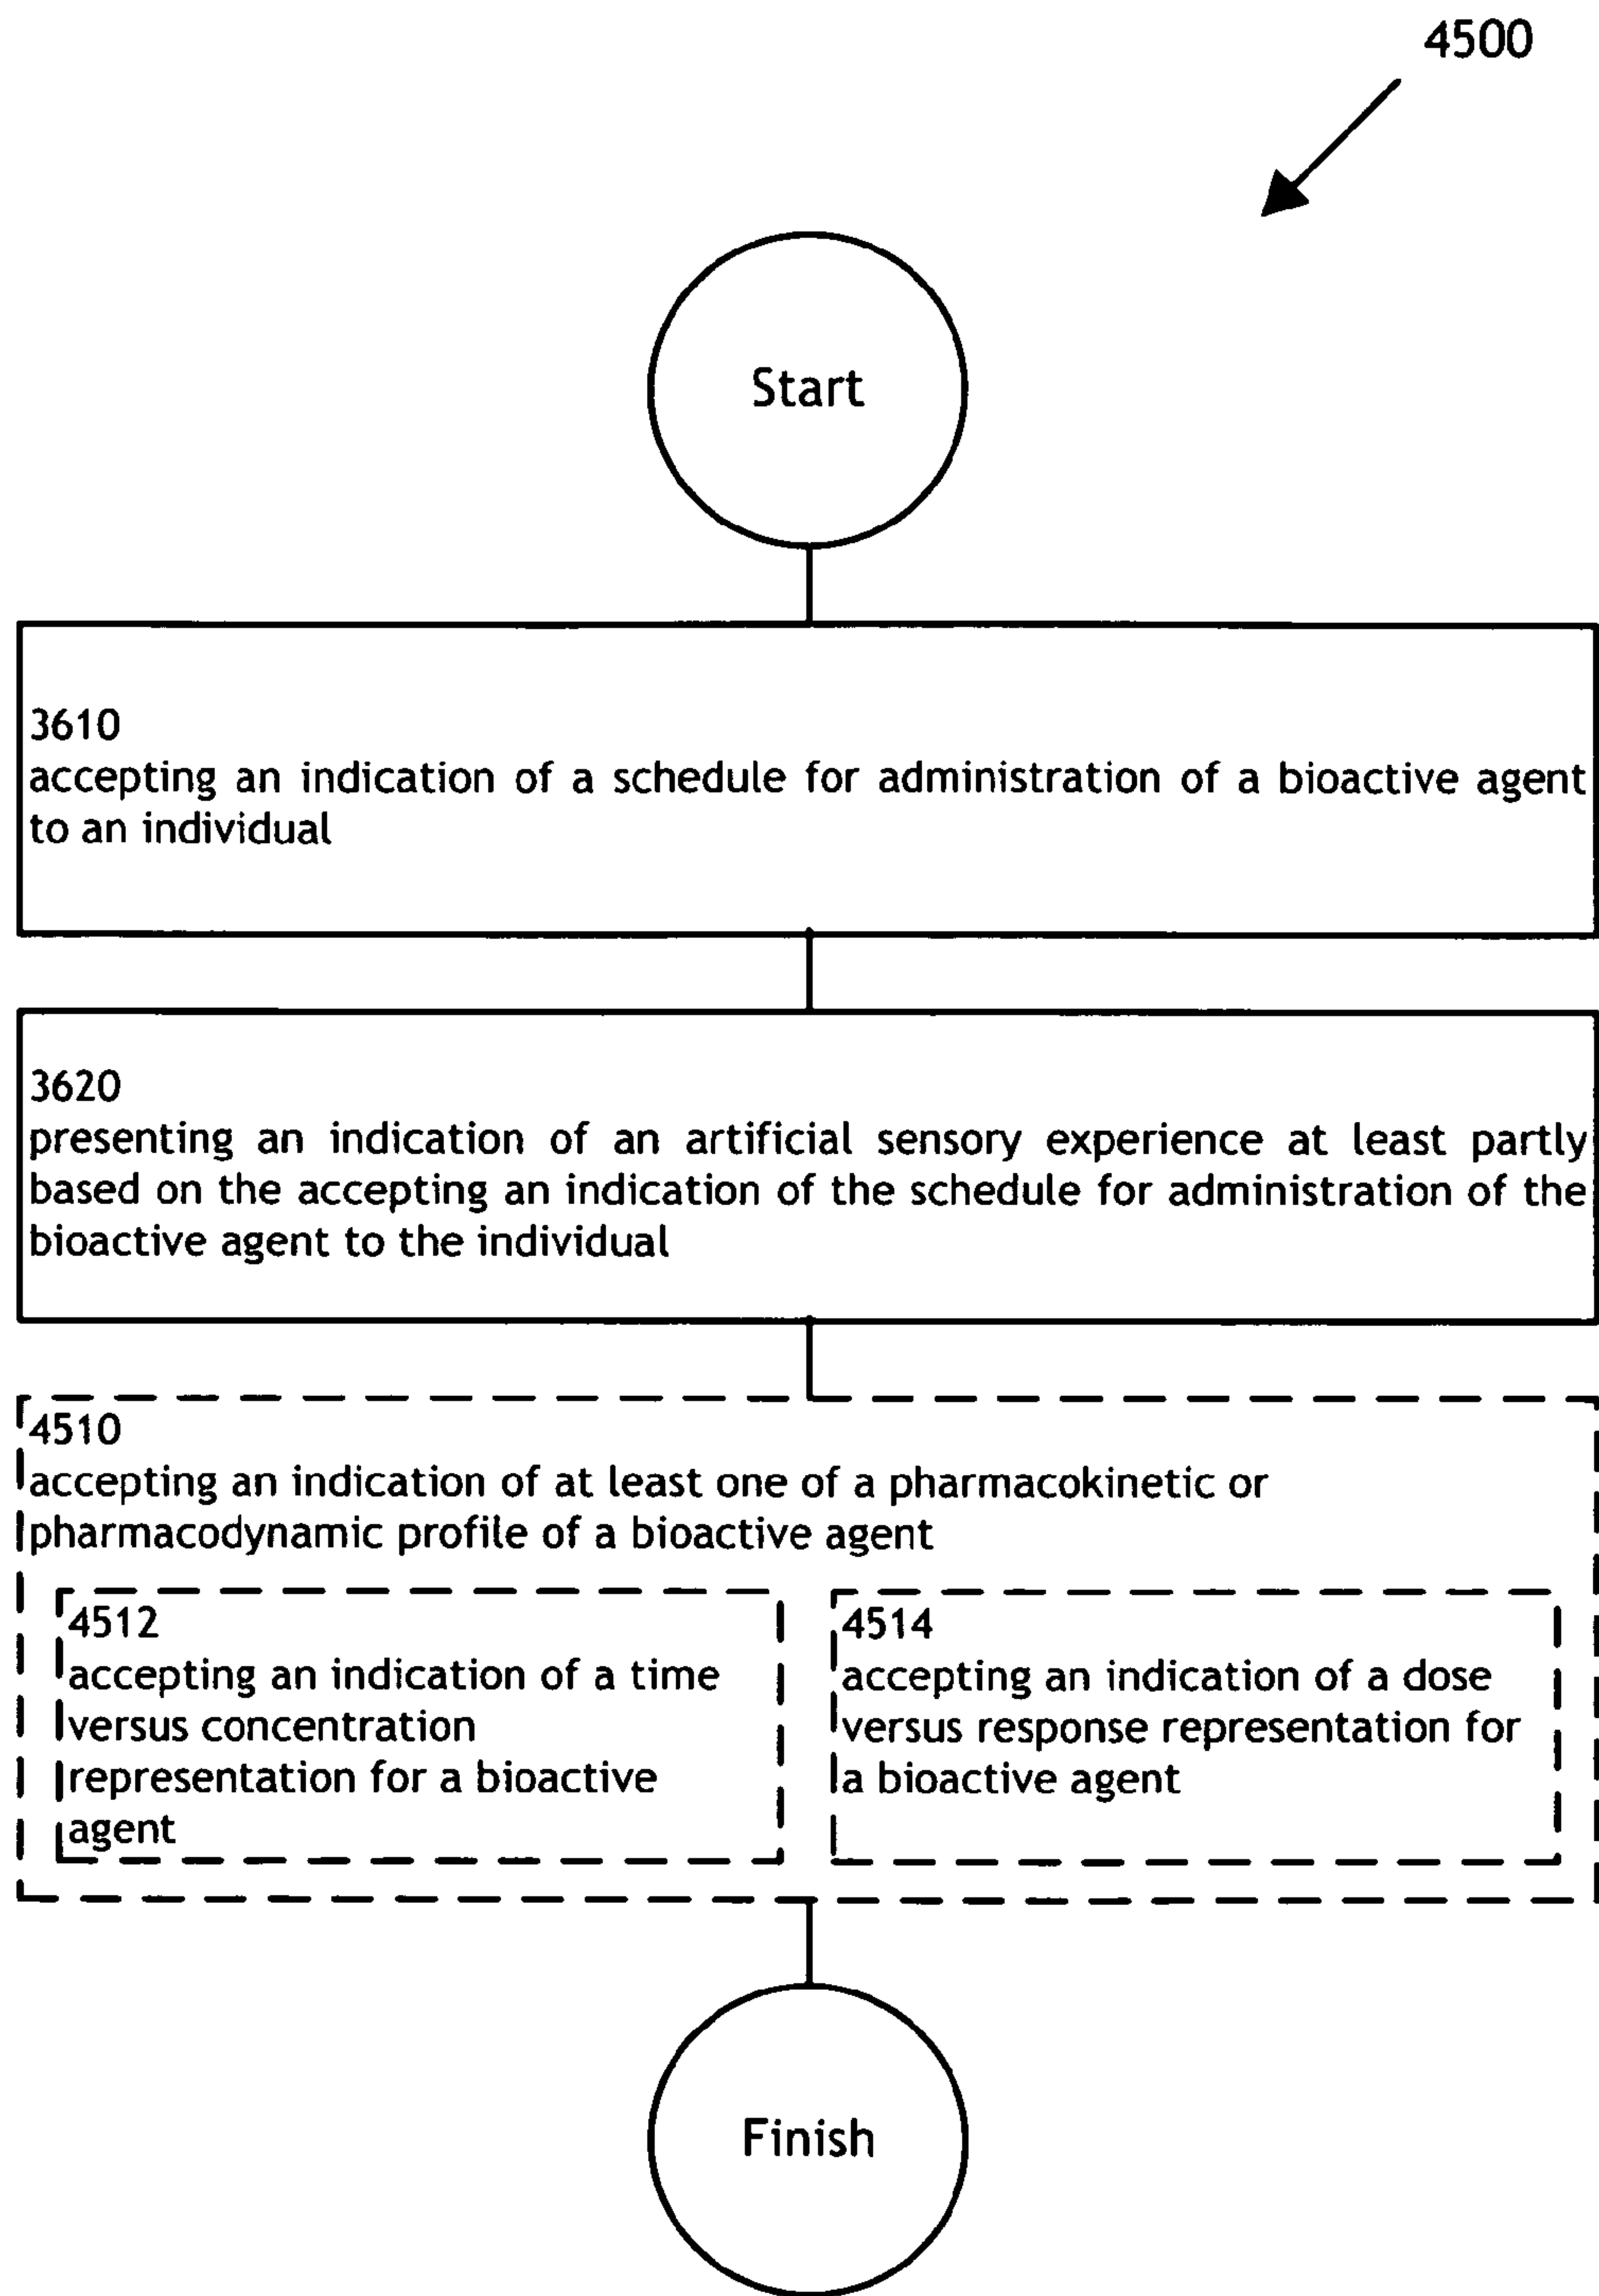 4500
Start
3610
accepting an indication of a schedule for administration of a bioactive agent
to an individual
3620
presenting an indication of an artificial sensory experience at least partly
based on the accepting an indication of the schedule for administration of the
bioactive agent to the individual
4510
accepting an indication of at least one of a pharmacokinetic or
pharmacodynamic profile of a bioactive agent
4512
accepting an indication of a time
versus concentration
representation for a bioactive
agent
4514
accepting an indication of a dose
versus response representation for
a bioactive agent
Finish